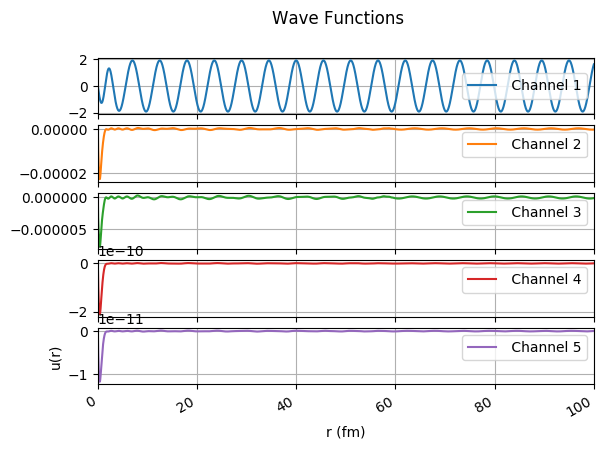 Wave Functions
2
0
−2
Channel 1
0.00000
−0.00002
Channel 2
0.000000
−0.000005
Channel 3
1e−10
0
−2
Channel 4
1e−11
0
−1
Channel 5
u(r)
0
20
40
60
80
100
r (fm)